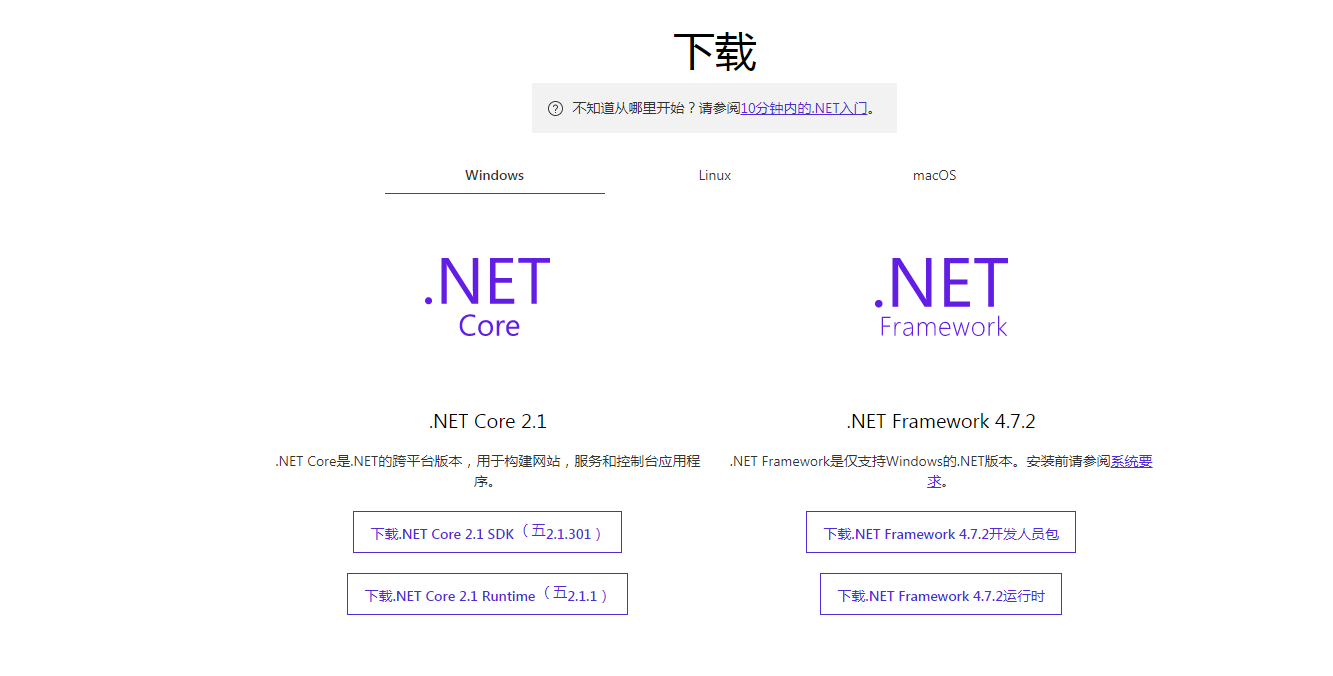 下载
不知道从哪里开始？请参阅10分钟内的.NET入门。
Windows
Linux
macOS
.NET
Core
.NET
Framework
.NET Core 2.1
.NET Core是.NET的跨平台版本，用于构建网站，服务和控制台应用程
序。
下载.NET Core 2.1 SDK（五2.1.301）
下载.NET Core 2.1 Runtime（五2.1.1）
.NET Framework 4.7.2
.NET Framework是仅支持Windows的.NET版本。安装前请参阅系统要
求。
下载.NET Framework 4.7.2开发人员包
下载.NET Framework 4.7.2运行时